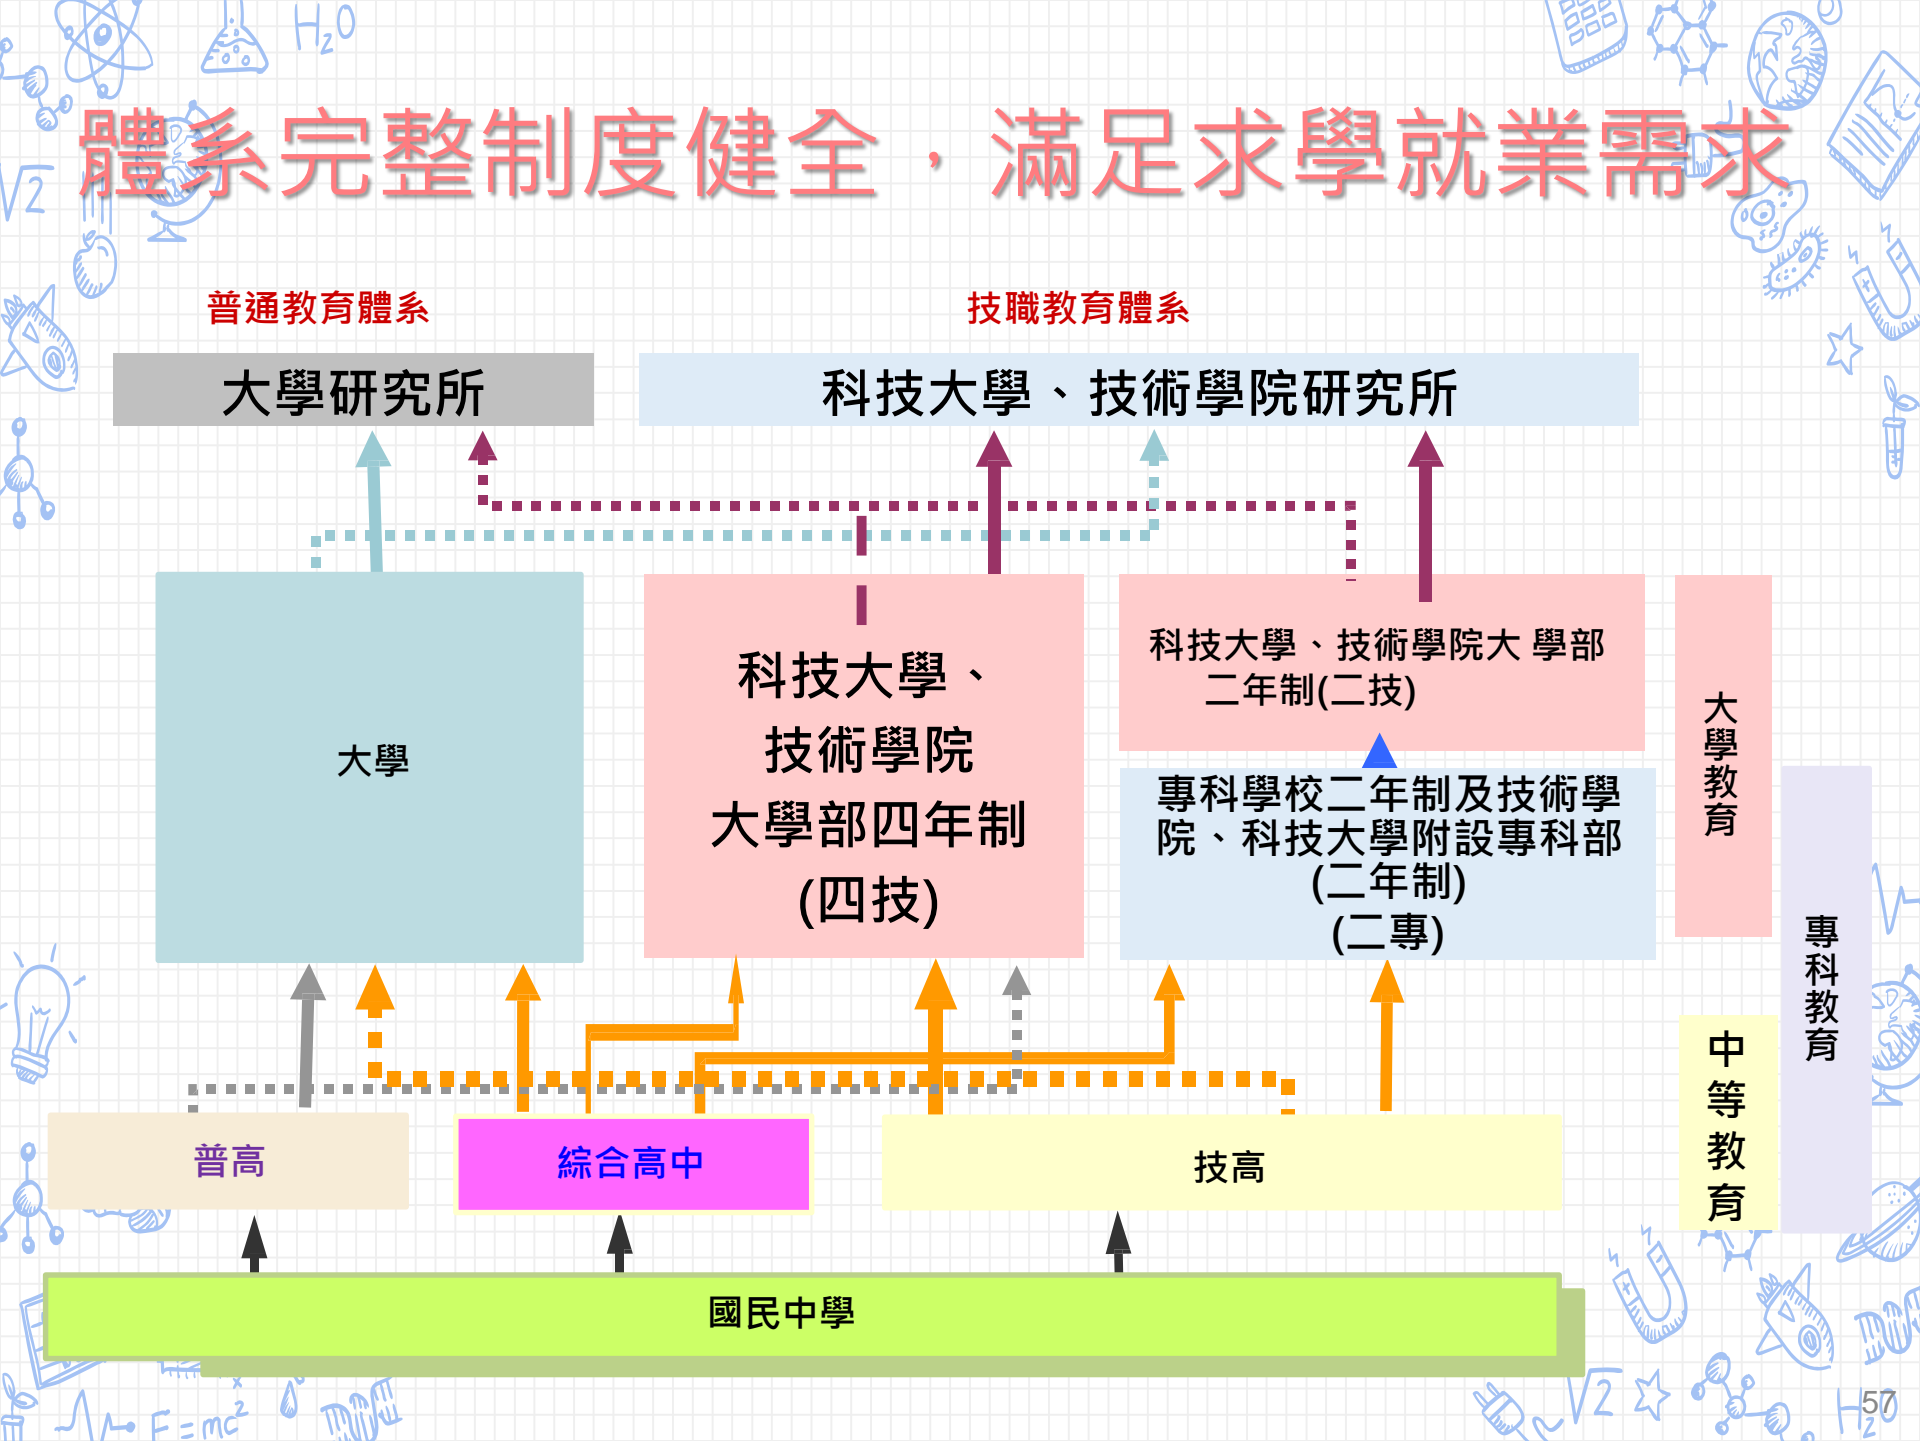 H₂O
體系完整制度健全，滿足求學就業需求
√2
普通教育體系
技職教育體系
大學研究所
科技大學、技術學院研究所
大學
科技大學、
技術學院
大學部四年制
(四技)
科技大學、技術學院大 學部
二年制(二技)
專科學校二年制及技術學
院、科技大學附設專科部
(二年制)
(二專)
大學教育
專科教育
中等教育
普高
綜合高中
技高
國民中學
E=mc²
√2
H₂O
57